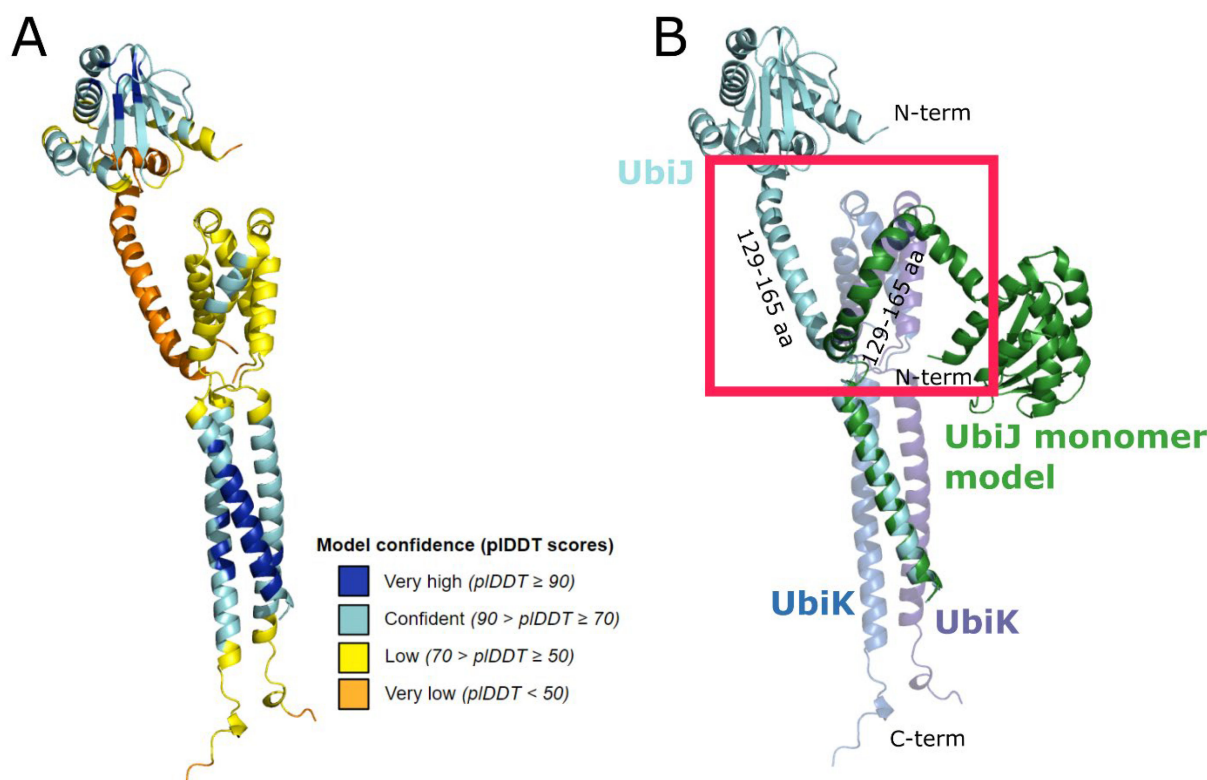 A
Model confidence (plDDT scores)
Very high (plDDT ≥ 90)
Confident (90 > plDDT ≥ 70)
Low (70 > plDDT ≥ 50)
Very low (plDDT < 50)
B
N-term
UbiJ
129-165 aa
129-165 aa
N-term
UbiJ monomer
model
UbiK
UbiK
C-term